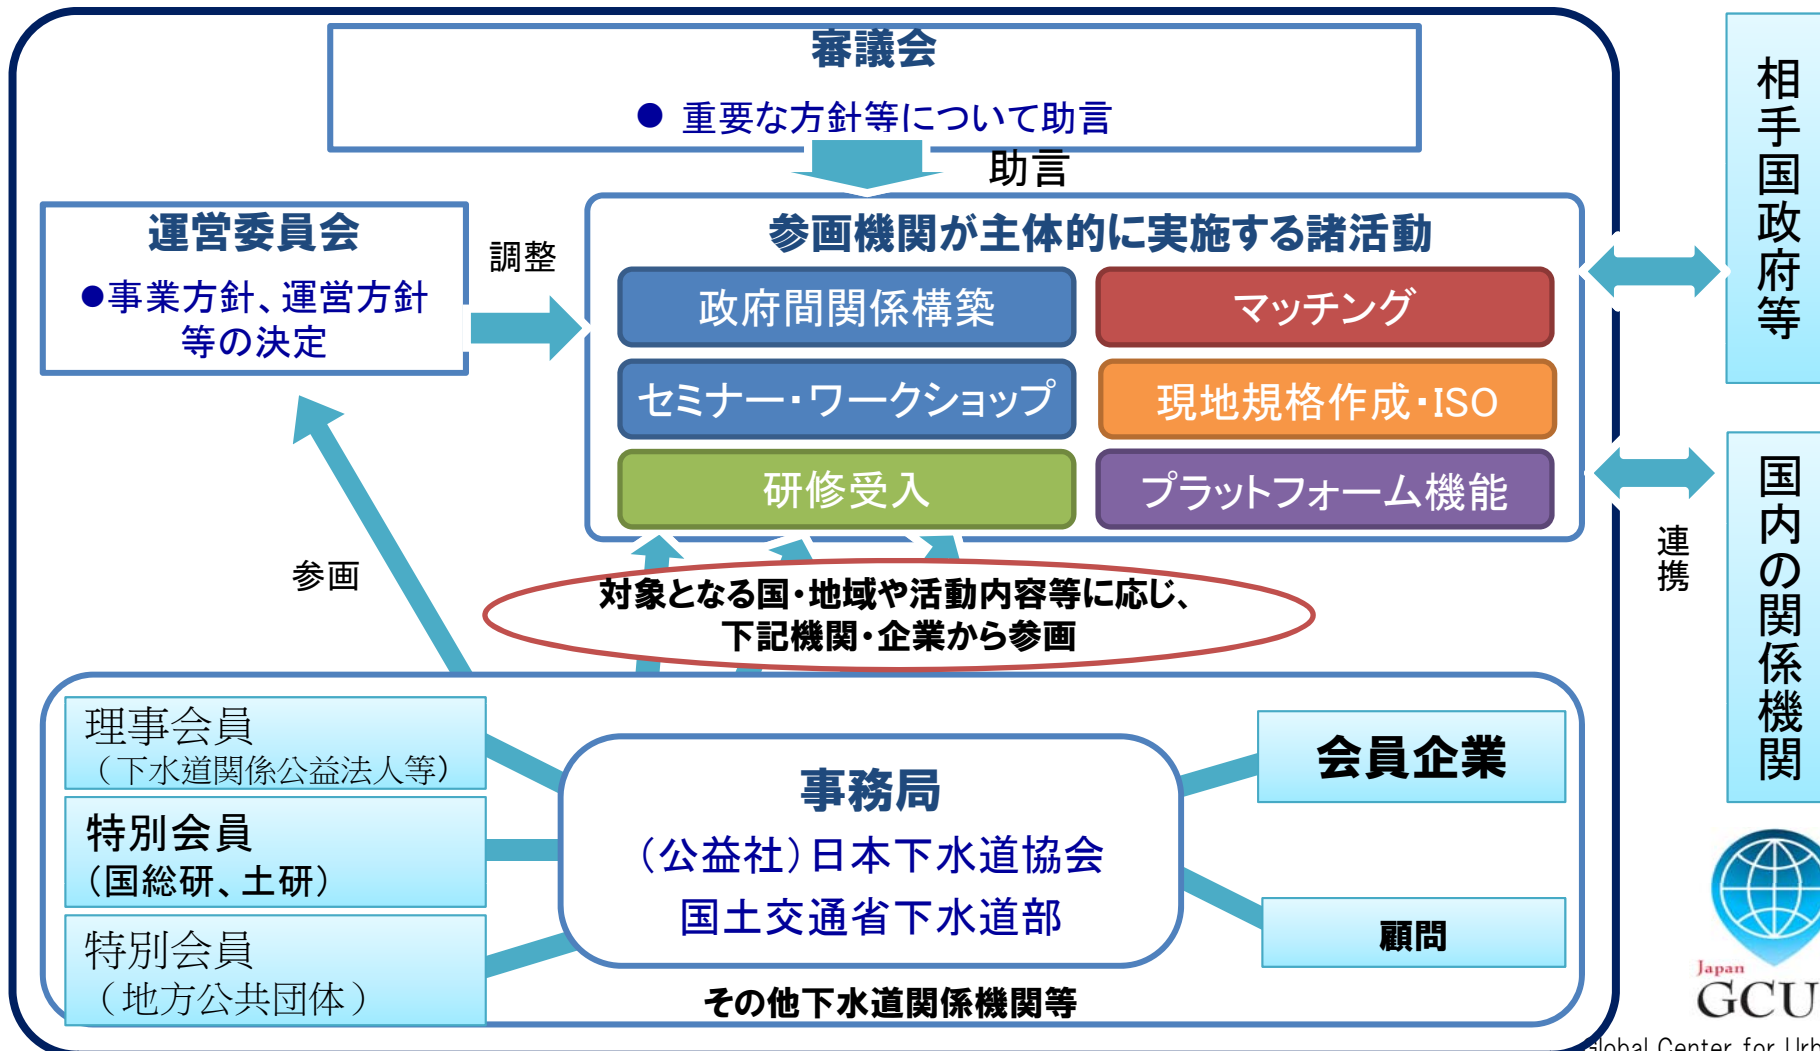 審議会
● 重要な方針等について助言
助言
運営委員会
●事業方針、運営方針
等の決定
調整
参画機関が主体的に実施する諸活動
政府間関係構築
マッチング
セミナー・ワークショップ
現地規格作成・ISO
研修受入
プラットフォーム機能
相手国政府等
国内の関係機関
連携
参画
対象となる国・地域や活動内容等に応じ、
下記機関・企業から参画
理事会員
（下水道関係公益法人等）
特別会員
（国総研、土研）
特別会員
（地方公共団体）
事務局
（公益社）日本下水道協会
国土交通省下水道部
会員企業
顧問
その他下水道関係機関等
Japan
GCU
Global Center for Urb